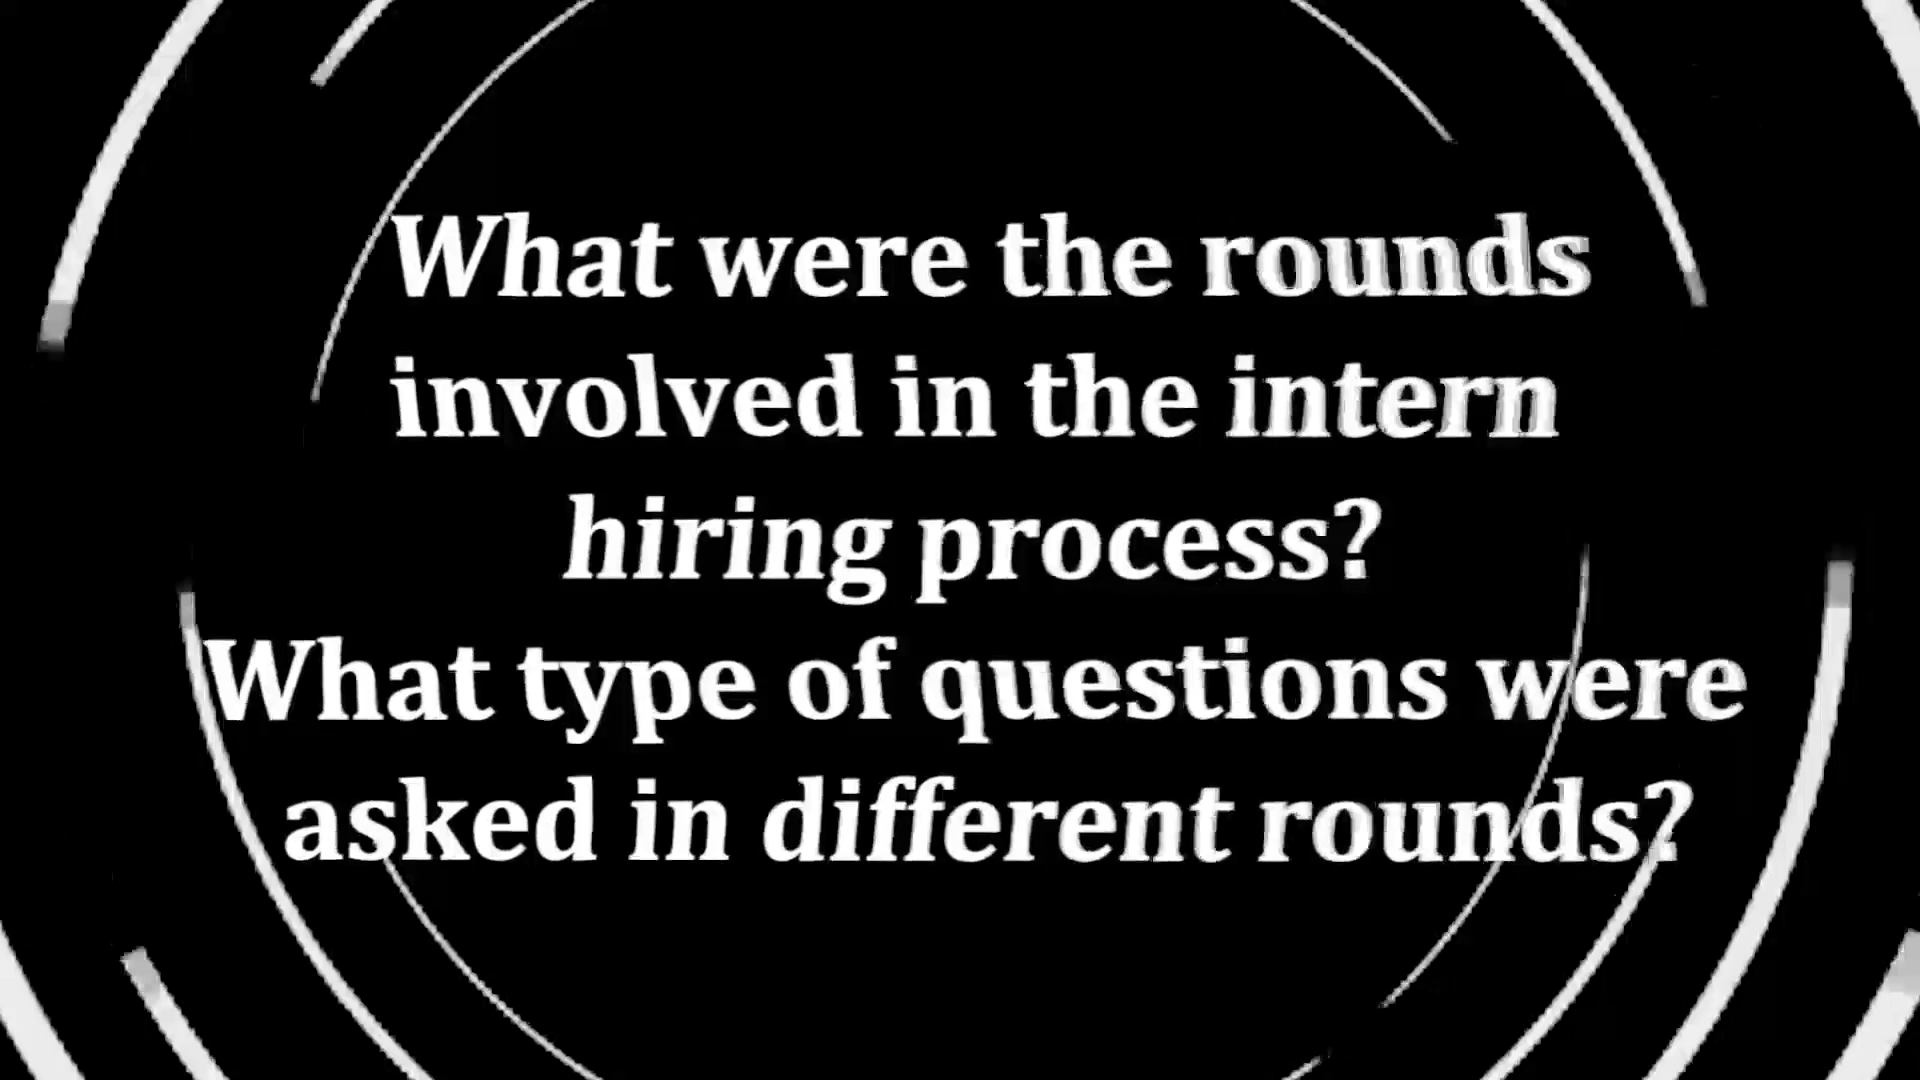 What were the rounds
involved in the intern
hiring process?
What type of questions were
asked in different rounds?